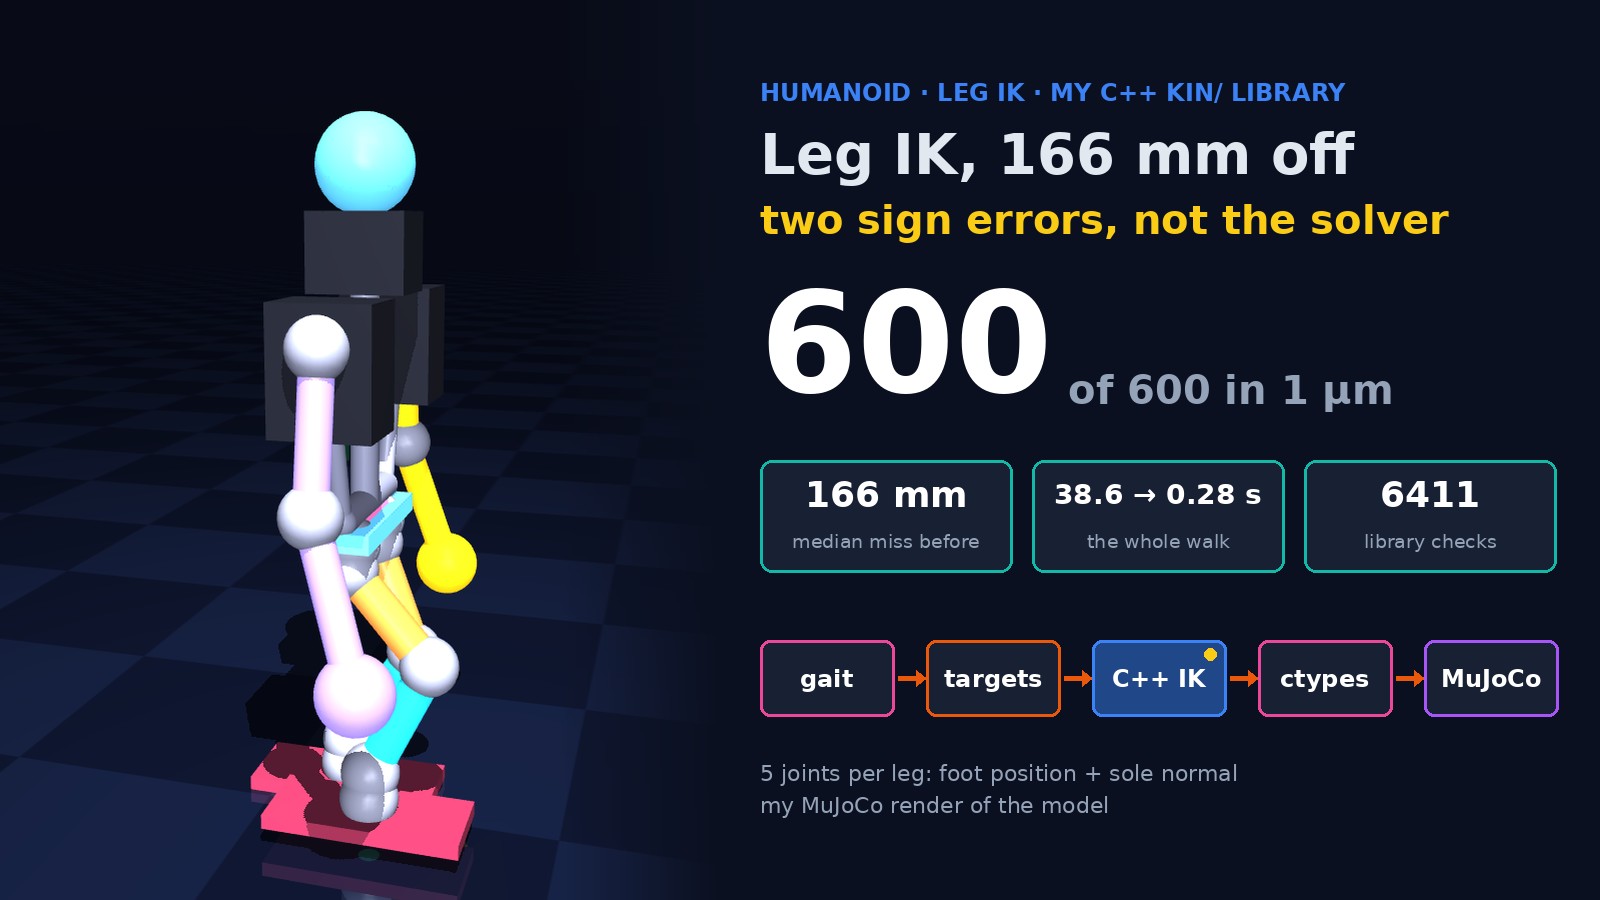 HUMANOID · LEG IK · MY C++ KIN/ LIBRARY
Leg IK, 166 mm off
two sign errors, not the solver
600 of 600 in 1 µm
166 mm
median miss before
38.6 → 0.28 s
the whole walk
6411
library checks
gait
targets
C++ IK
ctypes
MuJoCo
5 joints per leg: foot position + sole normal
my MuJoCo render of the model